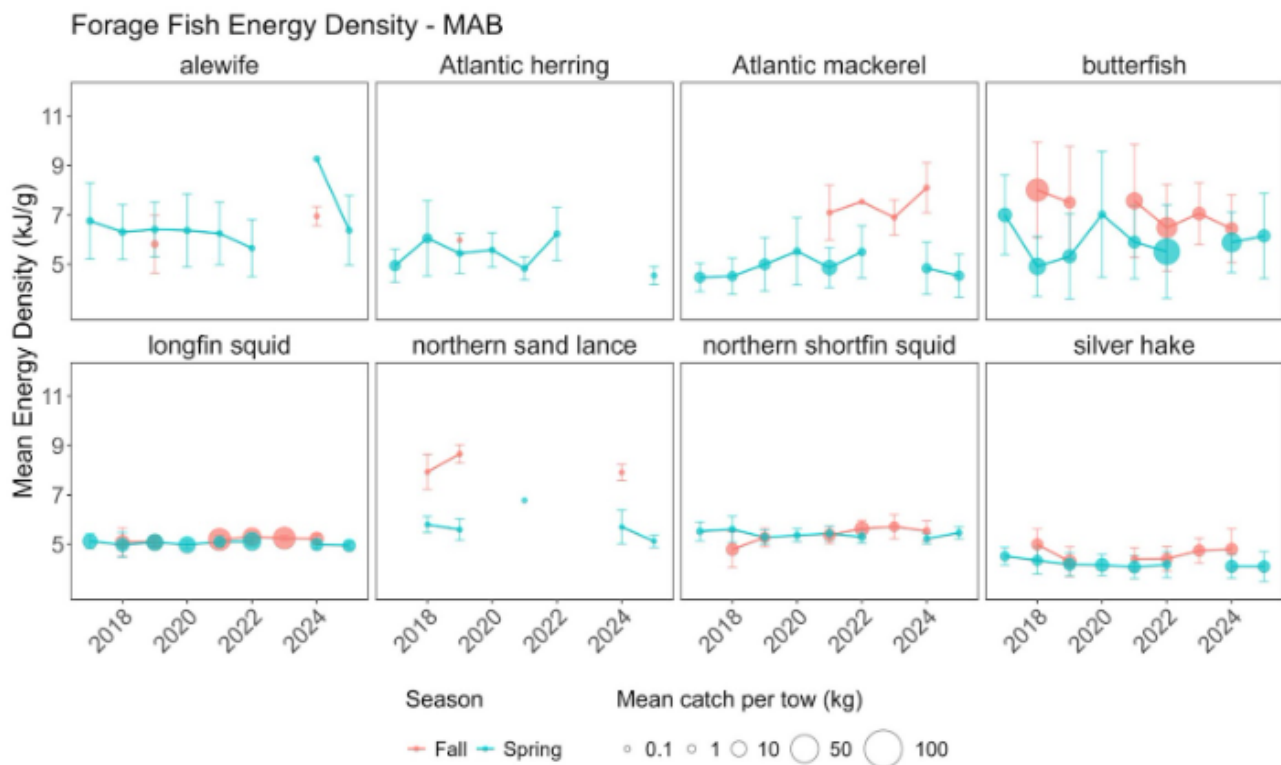 Forage Fish Energy Density - MAB
alewife Atlantic herring Atlantic mackerel butterfish
11
9
7
5
longfin squid northern sand lance northern shortfin squid silver hake
11
9
7
5
Mean Energy Density (kJ/g)
2018 2020 2022 2024 2018 2020 2022 2024 2018 2020 2022 2024 2018 2020 2022 2024
Season Mean catch per tow (kg)
Fall Spring 0.1 1 10 50 100